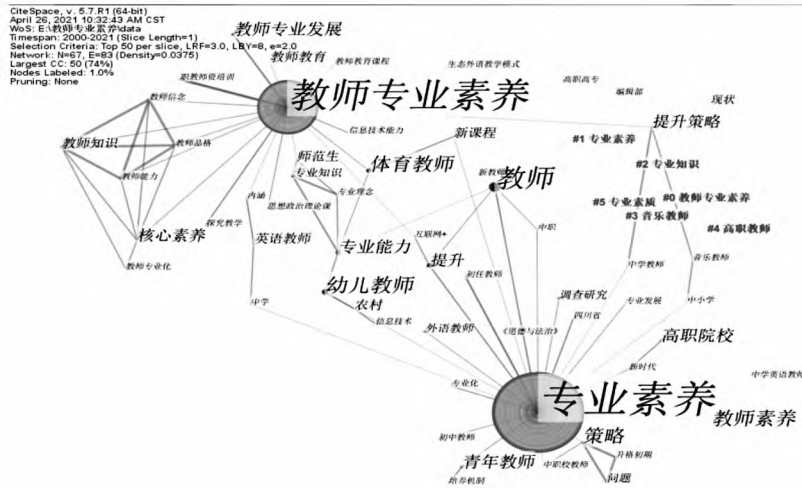 CiteSpace, v. 5.7.R1 (64-bit)
April 26, 2021 10:32:43 AM CST
WoS: E:\教师专业素养\data
Timespan: 2000-2021 (Slice Length=1)
Selection Criteria: Top 50 per slice, LRF=3.0, LBY=8, e=2.0
Network: N=67, E=83 (Density=0.0375)
Largest CC: 50 (74%)
Nodes Labeled: 1.0%
Pruning: None
教师专业发展
教师教育
教师教育课程
生态外语教学模式
职教师资培训
高职高专
编辑部
现状
教师信念
教师专业素养
提升策略
信息技术能力
新课程
#1 专业素养
教师知识
教师品格
师范生
体育教师
#2 专业知识
专业知识
新教师
教师
教师能力
专业理念
内涵
思想政治理论课
#5 专业素质
#0 教师专业素养
#3 音乐教师
探究教学
核心素养
英语教师
互联网+
中职
#4 高职教师
专业能力
提升
教师专业化
中学教师
音乐教师
初任教师
幼儿教师
调查研究
中学
农村
专业发展
中小学
四川省
信息技术
外语教师
《道德与法治》
高职院校
新时代
中学英语教师
专业化
专业素养
教师素养
初中教师
策略
青年教师
中职校教师
升格初期
培养机制
问题